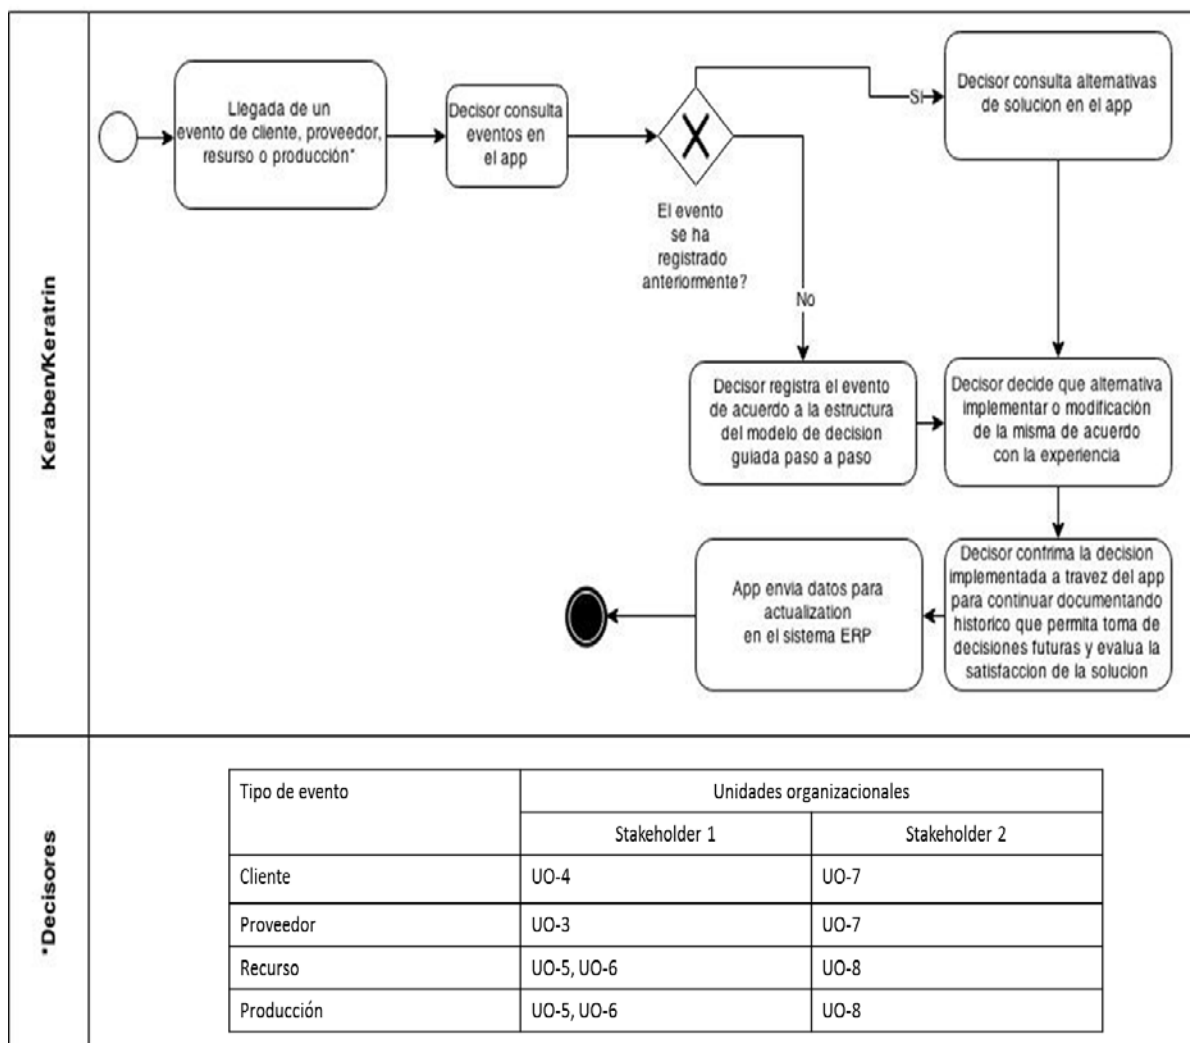 Keraben/Keratrin
Llegada de un
evento de cliente, proveedor,
resurso o producción*
Decisor consulta
eventos en
el app
El evento
se ha
registrado
anteriormente?
Si
Decisor consulta alternativas
de solucion en el app
No
Decisor registra el evento
de acuerdo a la estructura
del modelo de decision
guiada paso a paso
Decisor decide que alternativa
implementar o modificación
de la misma de acuerdo
con la experiencia
Decisor confrima la decision
implementada a travez del app
para continuar documentando
historico que permita toma de
decisiones futuras y evalua la
satisfaccion de la solucion
App envia datos para
actualization
en el sistema ERP
*Decisores
Tipo de evento
Unidades organizacionales
Stakeholder 1
Stakeholder 2
Cliente
UO-4
UO-7
Proveedor
UO-3
UO-7
Recurso
UO-5, UO-6
UO-8
Producción
UO-5, UO-6
UO-8